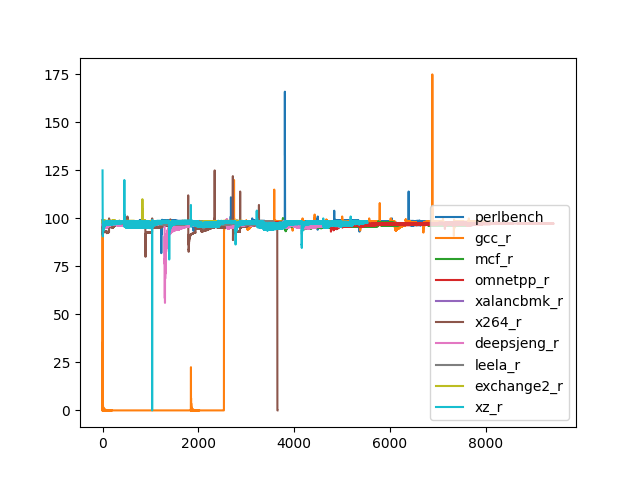 175
150
125
100
75
50
25
0
0
2000
4000
6000
8000
perlbench
gcc_r
mcf_r
omnetpp_r
xalancbmk_r
x264_r
deepsjeng_r
leela_r
exchange2_r
xz_r